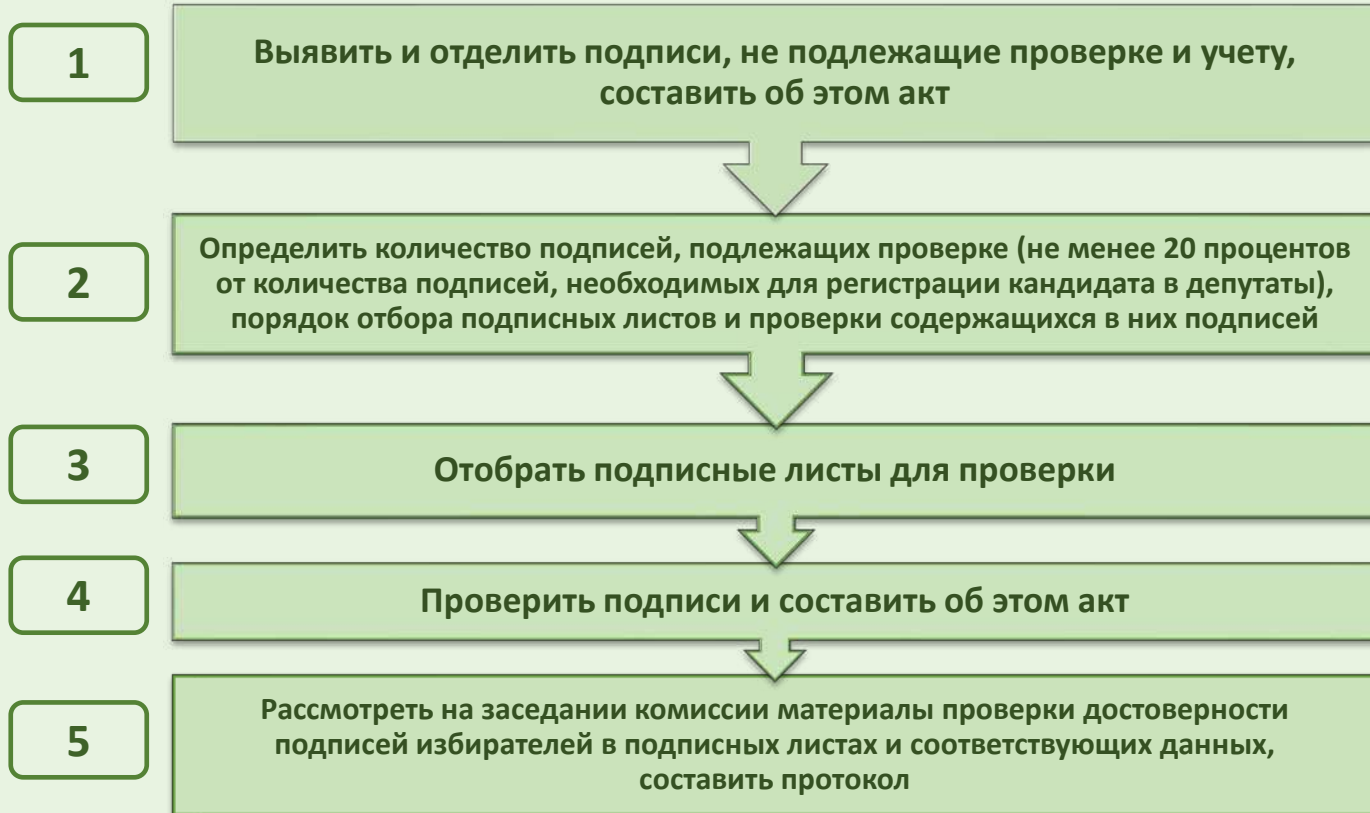 1
Выявить и отделить подписи, не подлежащие проверке и учету,
составить об этом акт
2
Определить количество подписей, подлежащих проверке (не менее 20 процентов
от количества подписей, необходимых для регистрации кандидата в депутаты),
порядок отбора подписных листов и проверки содержащихся в них подписей
3
Отобрать подписные листы для проверки
4
Проверить подписи и составить об этом акт
5
Рассмотреть на заседании комиссии материалы проверки достоверности
подписей избирателей в подписных листах и соответствующих данных,
составить протокол